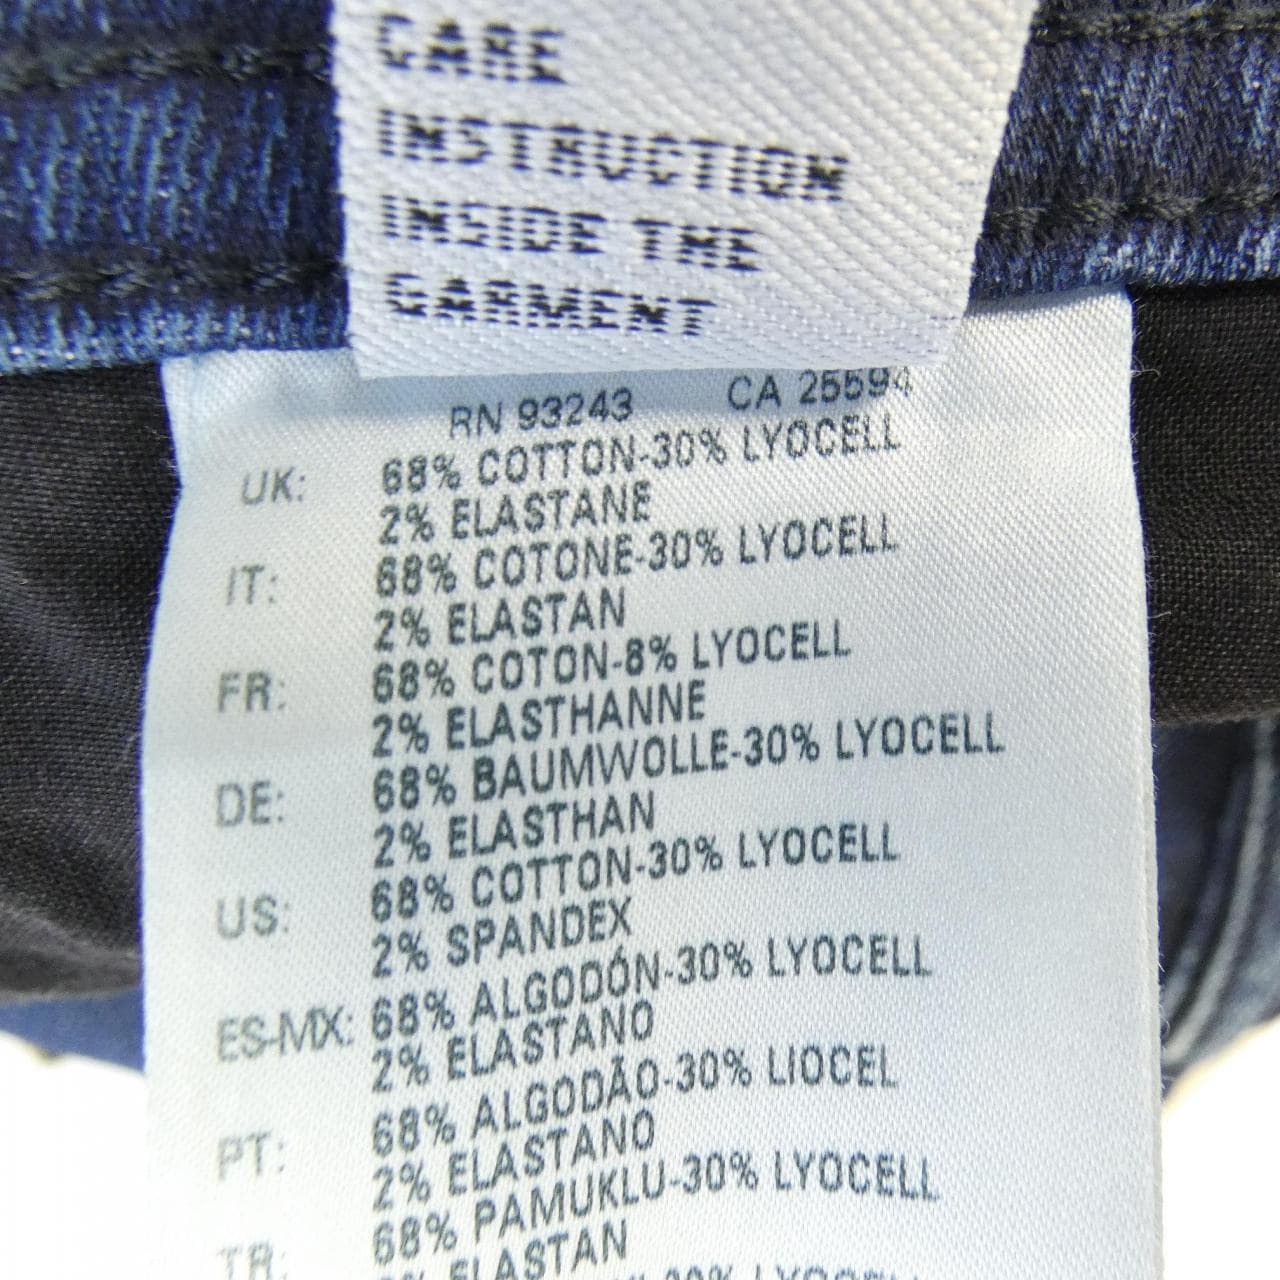 CARE
INSTRUCTION
INSIDE THE
GARMENT
RN 93243 CA 25594
UK: 68% COTTON-30% LYOCELL
2% ELASTANE
IT: 68% COTONE-30% LYOCELL
2% ELASTAN
FR: 68% COTON-8% LYOCELL
2% ELASTHANNE
DE: 68% BAUMWOLLE-30% LYOCELL
2% ELASTHAN
US: 68% COTTON-30% LYOCELL
2% SPANDEX
ES-MX: 68% ALGODÓN-30% LYOCELL
2% ELASTANO
PT: 68% ALGODÃO-30% LIOCEL
2% ELASTANO
TR: 68% PAMUKLU-30% LYOCELL
ELASTAN